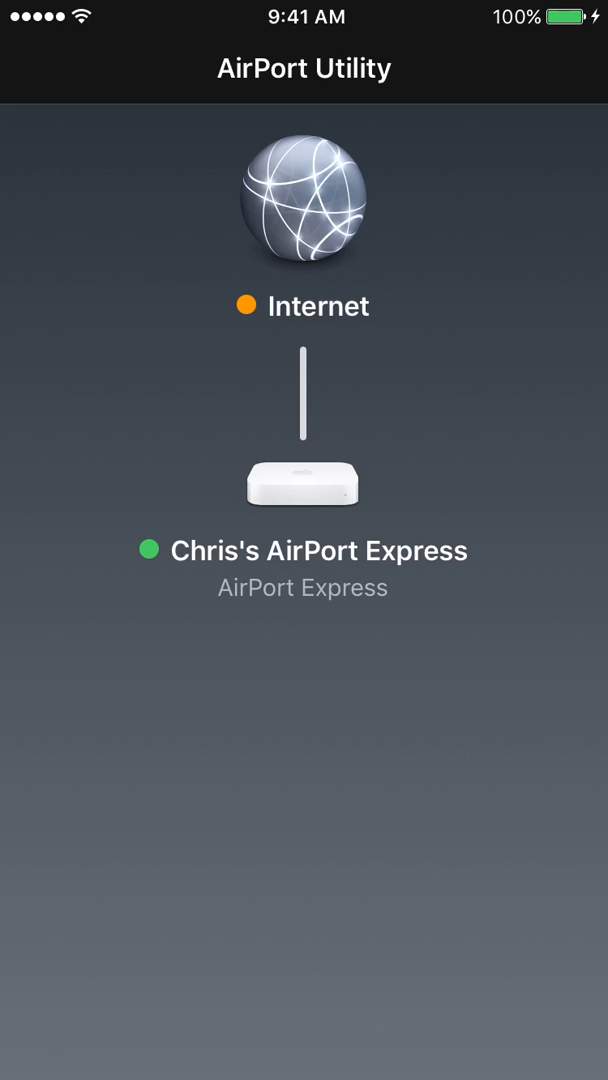 9:41 AM
100%
AirPort Utility
Internet
Chris's AirPort Express
AirPort Express